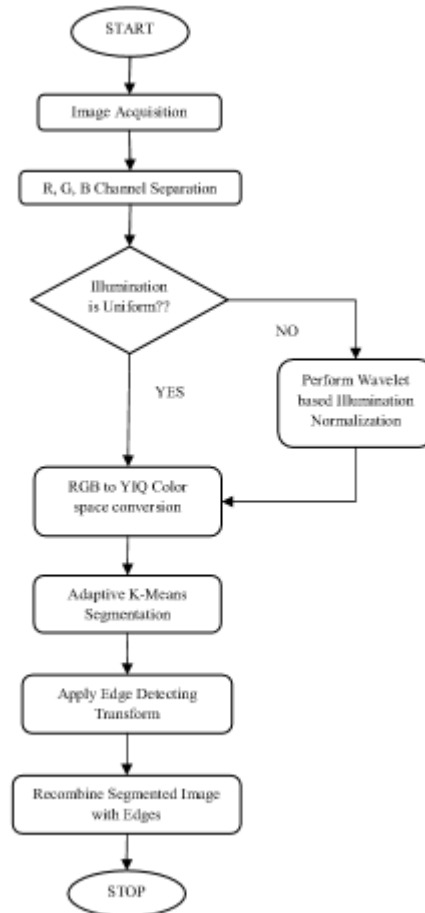 START
Image Acquisition
R, G, B Channel Separation
Illumination
is Uniform??
NO
YES
Perform Wavelet
based Illumination
Normalization
RGB to YIQ Color
space conversion
Adaptive K-Means
Segmentation
Apply Edge Detecting
Transform
Recombine Segmented Image
with Edges
STOP